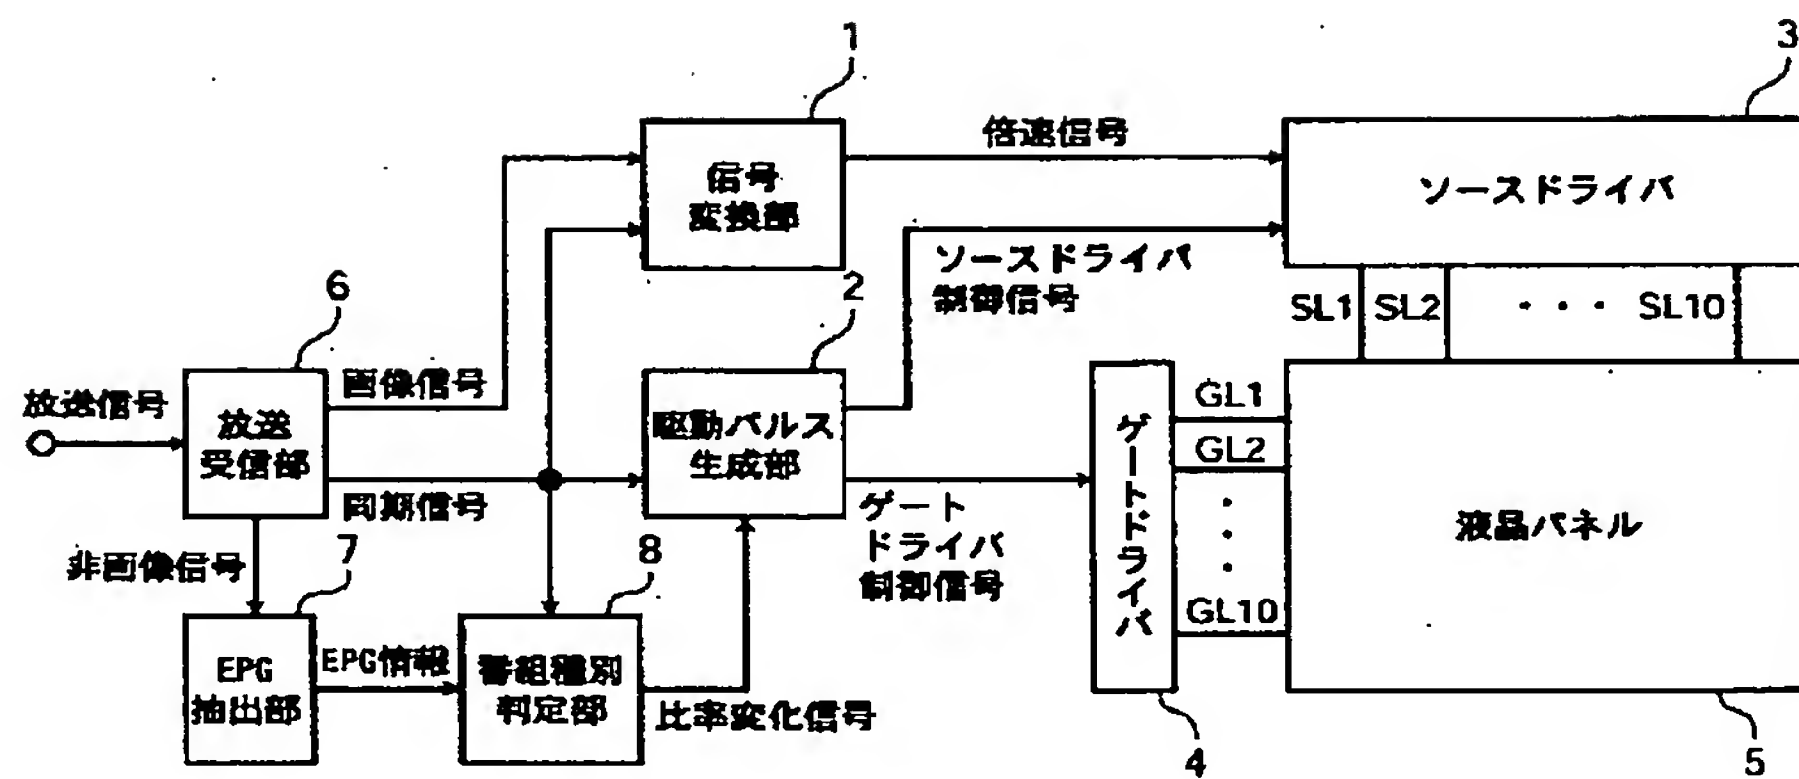 1
3
信号
変換部
倍速信号
ソースドライバ
ソースドライバ
制御信号
SL1
SL2
・・・
SL10
6
2
放送信号
放送
受信部
画像信号
同期信号
駆動パルス
生成部
ゲート
ドライバ
制御信号
ゲートドライバ
GL1
GL2
・・・
GL10
液晶パネル
非画像信号
7
8
EPG
抽出部
EPG情報
番組種別
判定部
比率変化信号
4
5